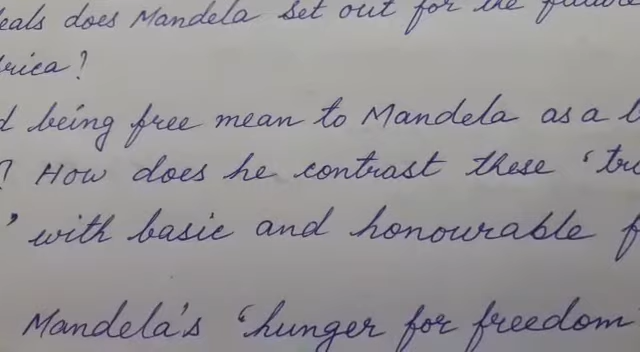 eals does Mandela set out for the future
rica?
d being free mean to Mandela as a b
? How does he contrast these 'tr
' with basic and honourable f
Mandela's 'hunger for freedom'